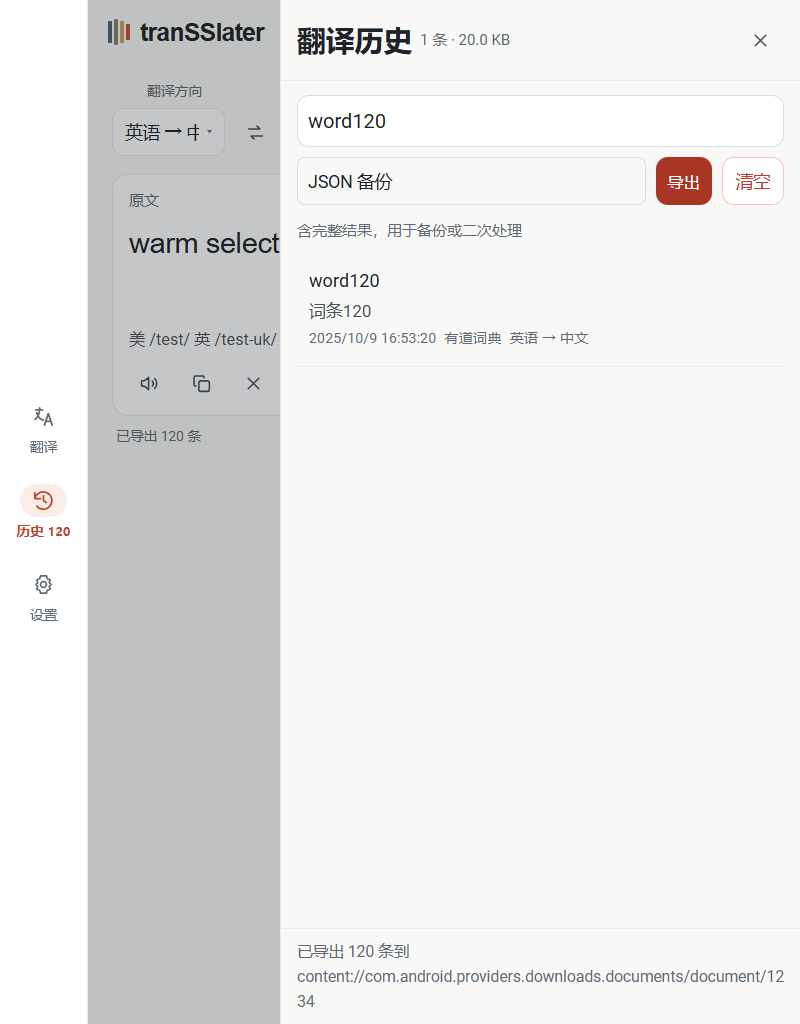 tranSSlater
翻译方向
英语 → 中
原文
warm select
美 /test/ 英 /test-uk/
已导出 120 条
翻译
历史 120
设置
翻译历史 1 条 · 20.0 KB
word120
JSON 备份
导出
清空
含完整结果，用于备份或二次处理
word120
词条120
2025/10/9 16:53:20 有道词典 英语 → 中文
已导出 120 条到
content://com.android.providers.downloads.documents/document/12
34